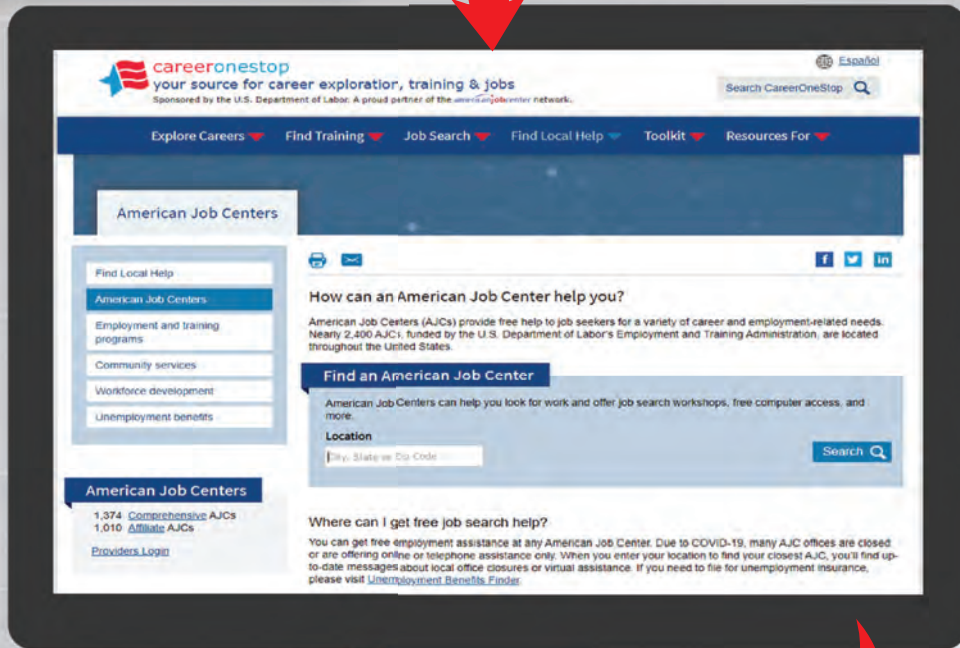 careeronestop
Español
your source for career exploration, training & jobs
Search CareerOneStop
Sponsored by the U.S. Department of Labor. A proud partner of the americanjobcenter network.
Explore Careers Find Training Job Search Find Local Help Toolkit Resources For
American Job Centers
Find Local Help
American Job Centers
Employment and training
programs
Community services
Workforce development
Unemployment benefits
American Job Centers
1,374 Comprehensive AJCs
1,010 Affiliate AJCs
Providers Login
How can an American Job Center help you?
American Job Centers (AJCs) provide free help to job seekers for a variety of career and employment-related needs.
Nearly 2,400 AJCs, funded by the U.S. Department of Labor's Employment and Training Administration, are located
throughout the United States.
Find an American Job Center
American Job Centers can help you look for work and offer job search workshops, free computer access, and
more.
Location
City, State or Zip Code
Search
Where can I get free job search help?
You can get free employment assistance at any American Job Center. Due to COVID-19, many AJC offices are closed
or are offering online or telephone assistance only. When you enter your location to find your closest AJC, you'll find up-
to-date messages about local office closures or virtual assistance. If you need to file for unemployment insurance,
please visit Unemployment Benefits Finder.